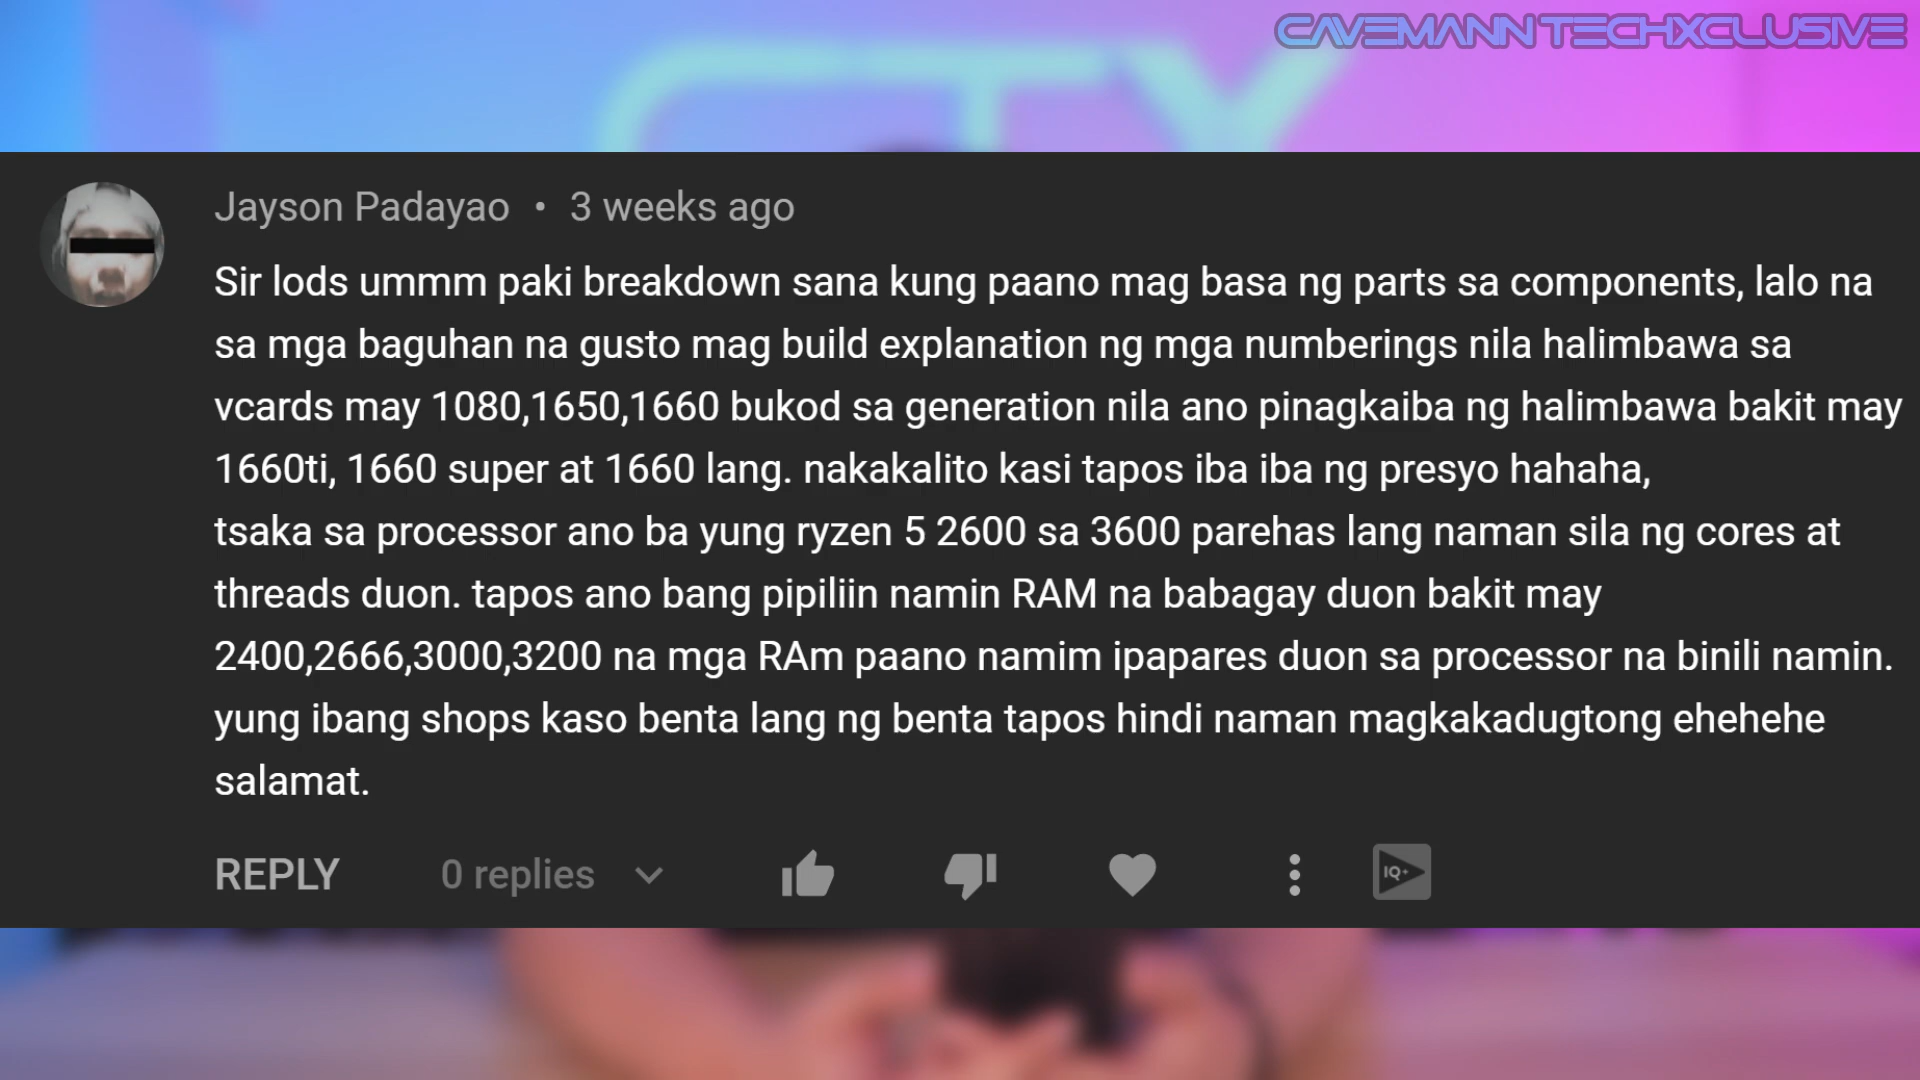 CAVEMANN TECHXCLUSIVE
Jayson Padayao • 3 weeks ago
Sir lods ummm paki breakdown sana kung paano mag basa ng parts sa components, lalo na
sa mga baguhan na gusto mag build explanation ng mga numberings nila halimbawa sa
vcards may 1080,1650,1660 bukod sa generation nila ano pinagkaiba ng halimbawa bakit may
1660ti, 1660 super at 1660 lang. nakakalito kasi tapos iba iba ng presyo hahaha,
tsaka sa processor ano ba yung ryzen 5 2600 sa 3600 parehas lang naman sila ng cores at
threads duon. tapos ano bang pipiliin namin RAM na babagay duon bakit may
2400,2666,3000,3200 na mga RAm paano namim ipapares duon sa processor na binili namin.
yung ibang shops kaso benta lang ng benta tapos hindi naman magkakadugtong ehehehe
salamat.
REPLY 0 replies IQ+